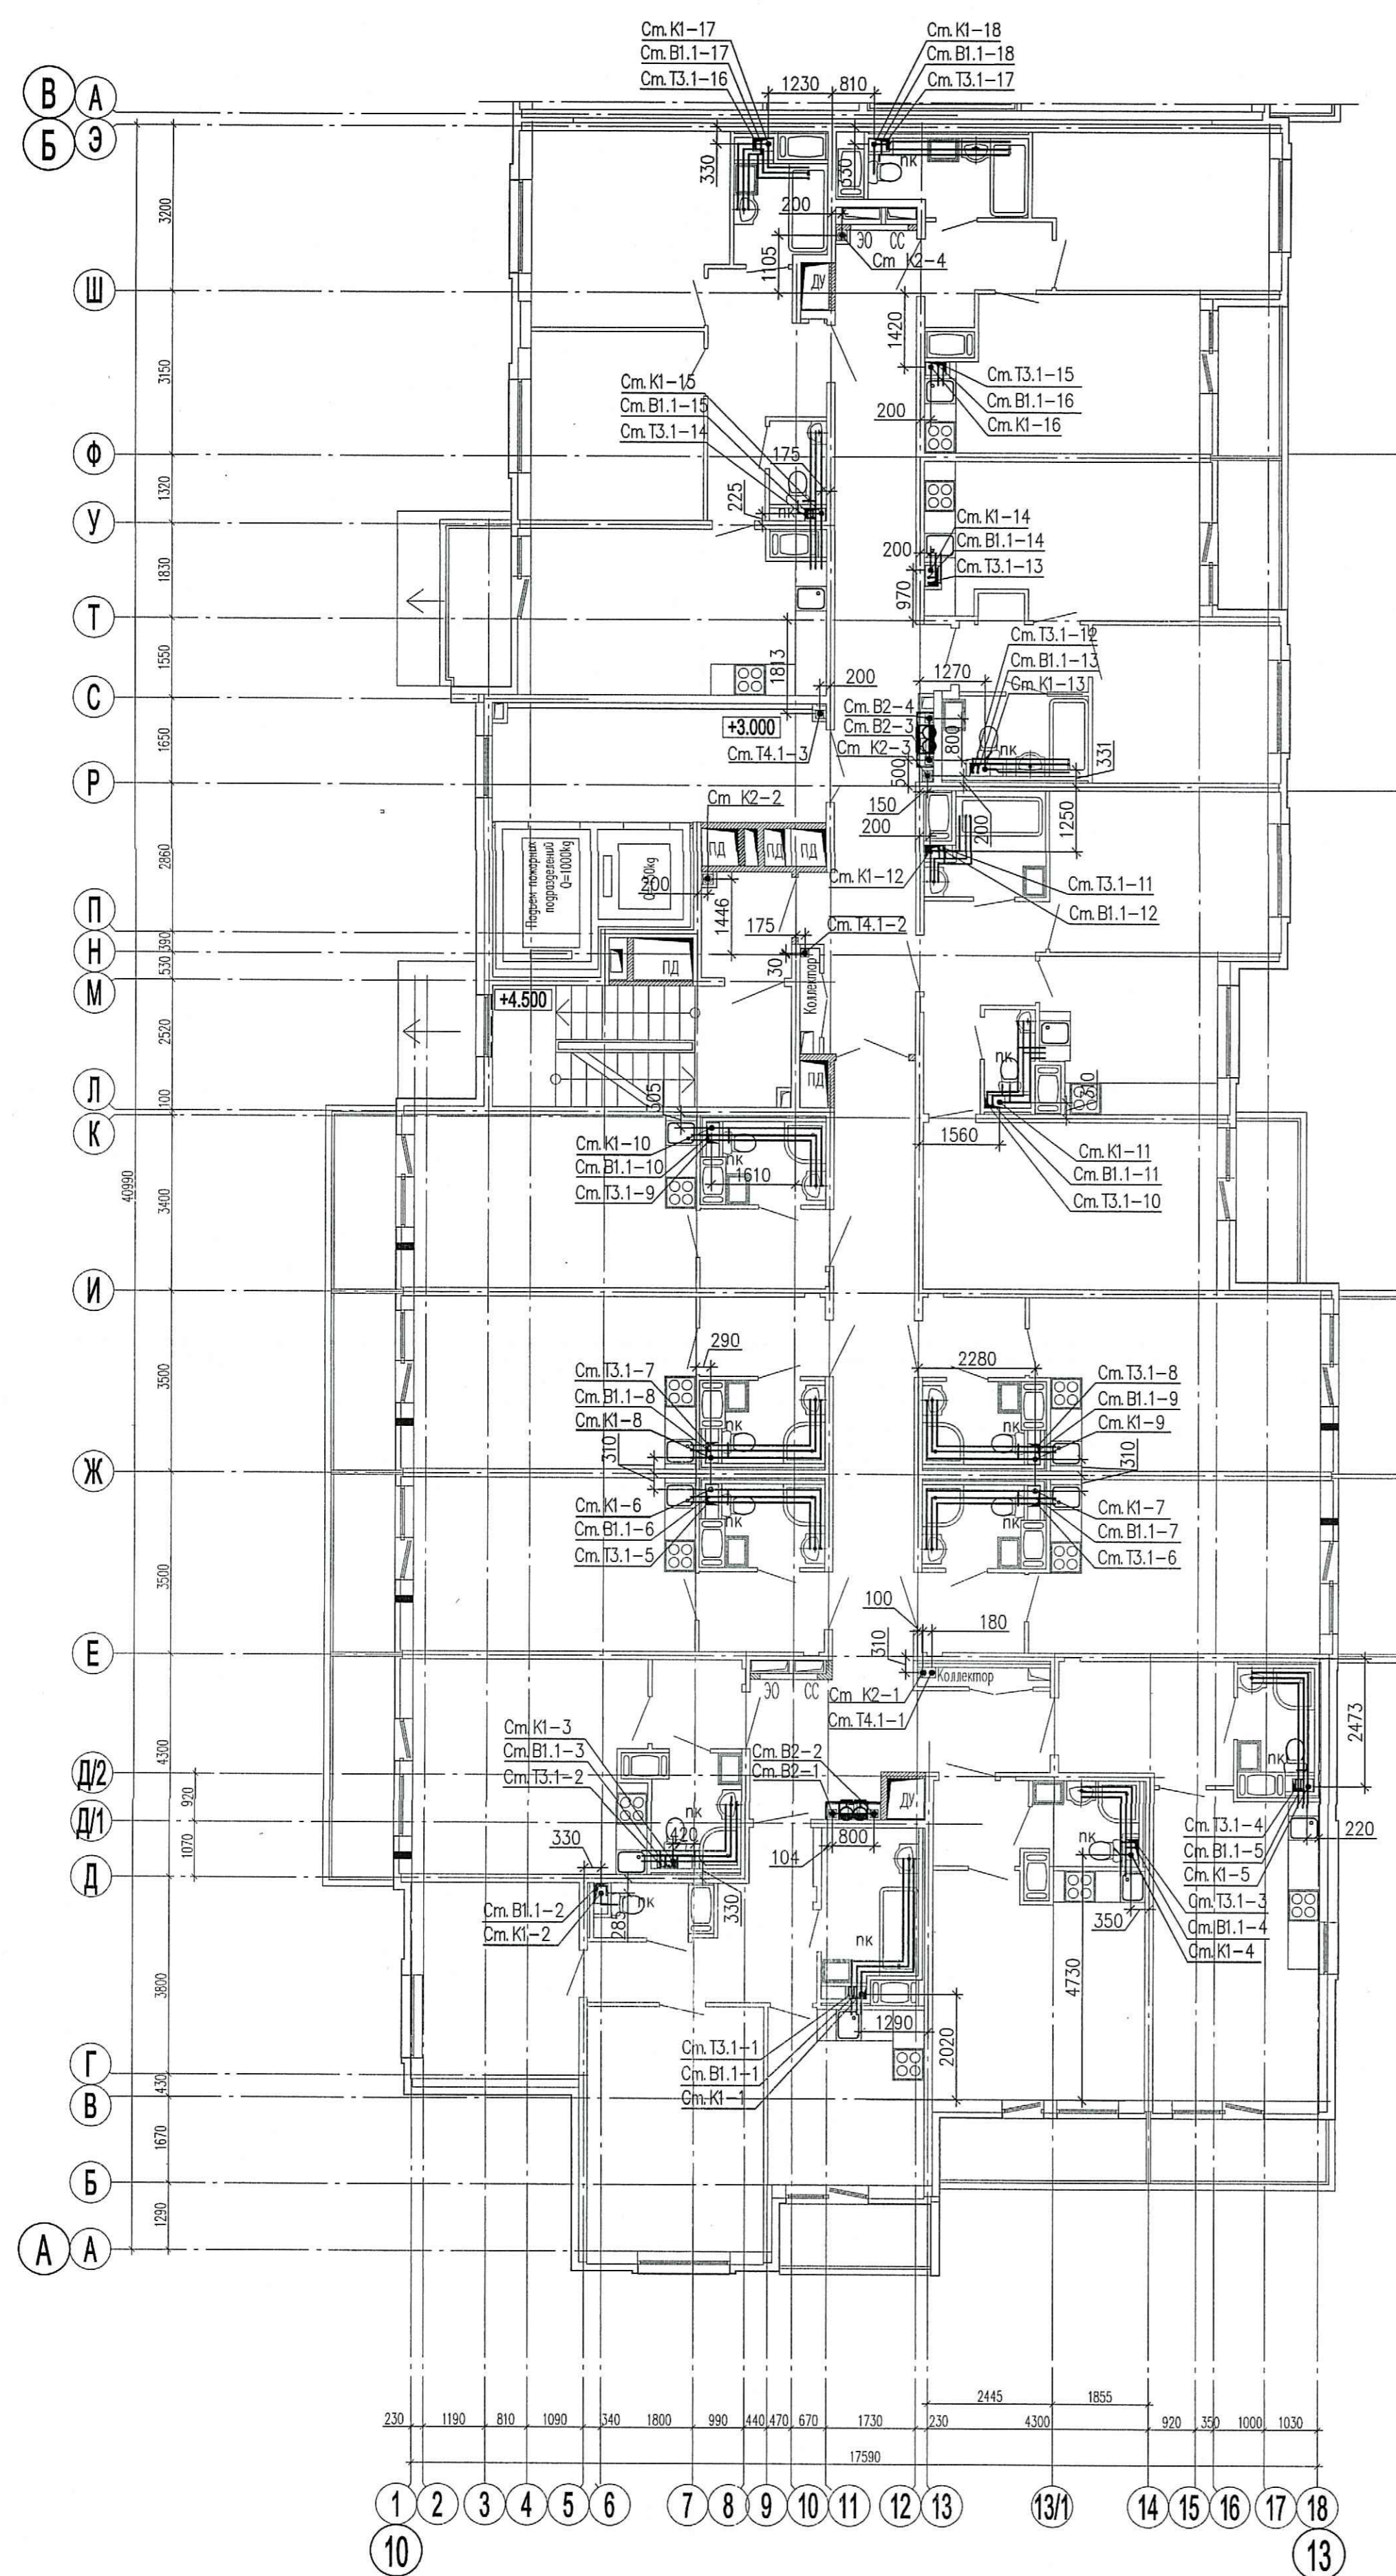 Ст. К1-17
Ст. В1.1-17
Ст. Т3.1-16
Ст. К1-18
Ст. В1.1-18
Ст. Т3.1-17
1230
810
В
А
Б
Э
330
330
пк
3200
200
ЭО
СС
Ст К2-4
1105
ДУ
Ш
1420
3150
Ст. К1-15
Ст. В1.1-15
Ст. Т3.1-14
Ст. Т3.1-15
Ст. В1.1-16
Ст. К1-16
200
Ф
175
1320
225
пк
У
Ст. К1-14
Ст. В1.1-14
Ст. Т3.1-13
200
1830
970
Т
1550
1813
Ст. Т3.1-12
Ст. В1.1-13
Ст. К1-13
1270
200
С
Ст. В2-4
Ст. В2-3
Ст К2-3
+3.000
Ст. Т4.1-3
800
пк
331
1650
500
Р
Ст К2-2
150
200
200
1250
2860
Подъем пожарных
подразделений
Q=1000kg
ПД
ПД
ПД
200
Ст. К1-12
Ст. Т3.1-11
Ст. В1.1-12
1446
П
175
Ст. Т4.1-2
390
Н
30
530
ПД
Коллектор
М
+4.500
2520
пк
ПД
Л
100
305
К
1560
Ст. К1-10
Ст. В1.1-10
Ст. Т3.1-9
пк
1610
Ст. К1-11
Ст. В1.1-11
Ст. Т3.1-10
40990
3400
И
290
2280
3500
Ст. Т3.1-7
Ст. В1.1-8
Ст. К1-8
Ст. Т3.1-8
Ст. В1.1-9
Ст. К1-9
пк
пк
310
310
Ж
Ст. К1-6
Ст. В1.1-6
Ст. Т3.1-5
Ст. К1-7
Ст. В1.1-7
Ст. Т3.1-6
пк
пк
3500
100
180
310
Е
Коллектор
ЭО
СС
Ст К2-1
Ст. Т4.1-1
2473
4300
Ст. К1-3
Ст. В1.1-3
Ст. Т3.1-2
Ст. В2-2
Ст. В2-1
пк
Д/2
920
ДУ
пк
Д/1
420
800
104
330
1070
пк
Ст. Т3.1-4
Ст. В1.1-5
Ст. К1-5
220
Д
Ст. В1.1-2
Ст. К1-2
285
пк
330
пк
350
Ст. Т3.1-3
Ст. В1.1-4
Ст. К1-4
3800
4730
1290
2020
Ст. Т3.1-1
Ст. В1.1-1
Ст. К1-1
Г
430
В
1670
Б
1290
А
А
2445
1855
230
1190
810
1090
340
1800
990
440
470
670
1730
230
4300
920
350
1000
1030
17590
1
2
3
4
5
6
7
8
9
10
11
12
13
13/1
14
15
16
17
18
10
13